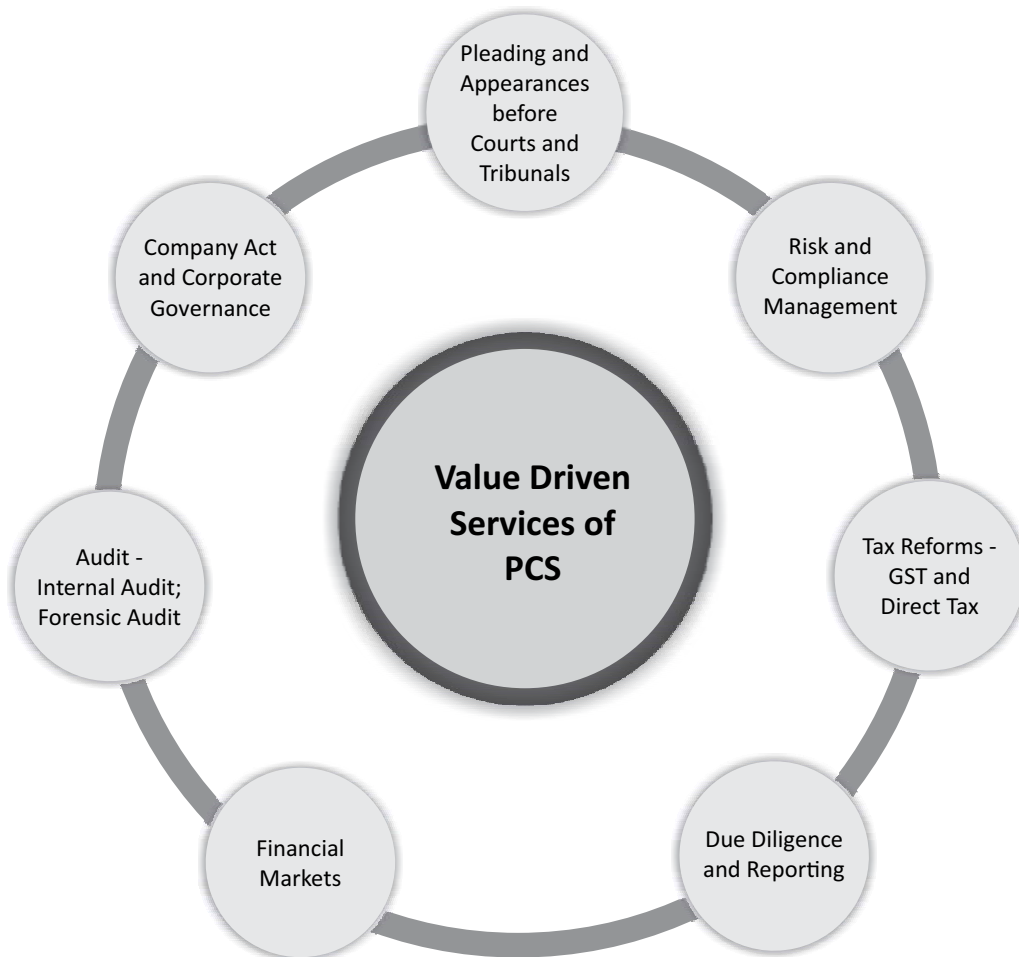 Pleading and
Appearances
before
Courts and
Tribunals
Risk and
Compliance
Management
Tax Reforms -
GST and
Direct Tax
Due Diligence
and Reporting
Financial
Markets
Audit -
Internal Audit;
Forensic Audit
Company Act
and Corporate
Governance
Value Driven
Services of
PCS